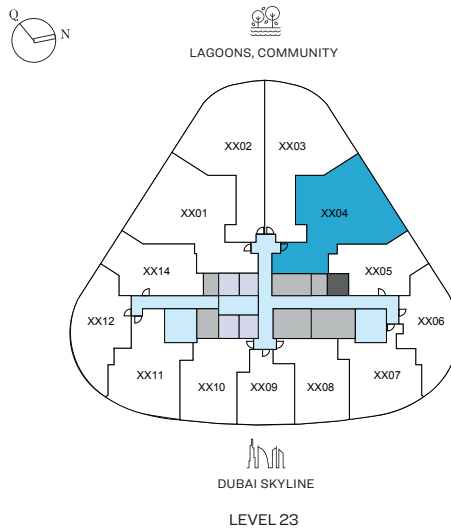 Q
N
LAGOONS, COMMUNITY
XX02
XX03
XX01
XX04
XX14
XX05
XX12
XX06
XX11
XX10
XX09
XX08
XX07
DUBAI SKYLINE
LEVEL 23